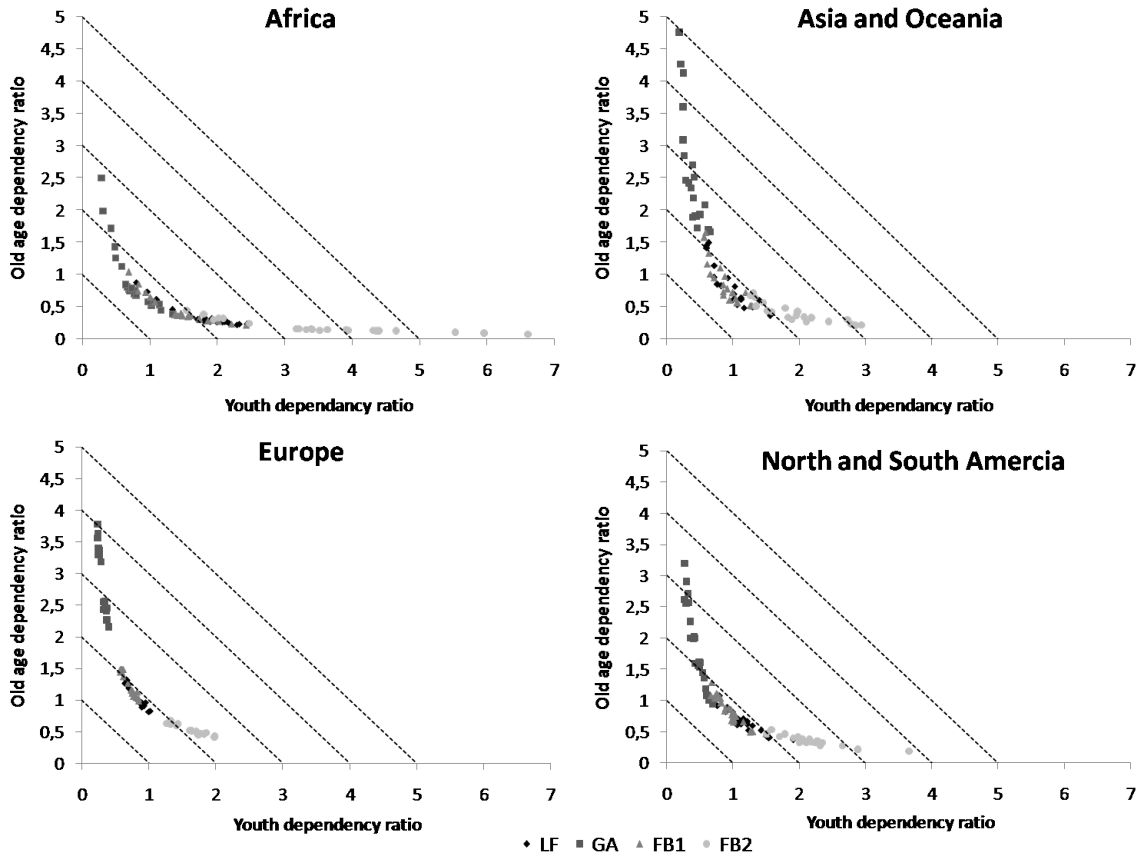 Africa
Old age dependency ratio
5
4,5
4
3,5
3
2,5
2
1,5
1
0,5
0
0 1 2 3 4 5 6 7
Youth dependancy ratio
Asia and Oceania
Old age dependency ratio
5
4,5
4
3,5
3
2,5
2
1,5
1
0,5
0
0 1 2 3 4 5 6 7
Youth dependancy ratio
Europe
Old age dependency ratio
5
4,5
4
3,5
3
2,5
2
1,5
1
0,5
0
0 1 2 3 4 5 6 7
Youth dependency ratio
North and South Amercia
Old age dependency ratio
5
4,5
4
3,5
3
2,5
2
1,5
1
0,5
0
0 1 2 3 4 5 6 7
Youth dependency ratio
LF GA FB1 FB2